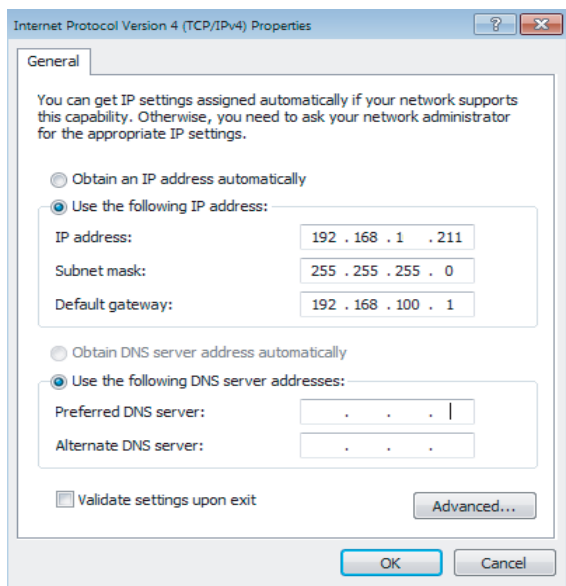 Internet Protocol Version 4 (TCP/IPv4) Properties
General
You can get IP settings assigned automatically if your network supports
this capability. Otherwise, you need to ask your network administrator
for the appropriate IP settings.
Obtain an IP address automatically
Use the following IP address:
IP address: 192 . 168 . 1 . 211
Subnet mask: 255 . 255 . 255 . 0
Default gateway: 192 . 168 . 100 . 1
Obtain DNS server address automatically
Use the following DNS server addresses:
Preferred DNS server: . . .
Alternate DNS server: . . .
Validate settings upon exit
Advanced...
OK Cancel